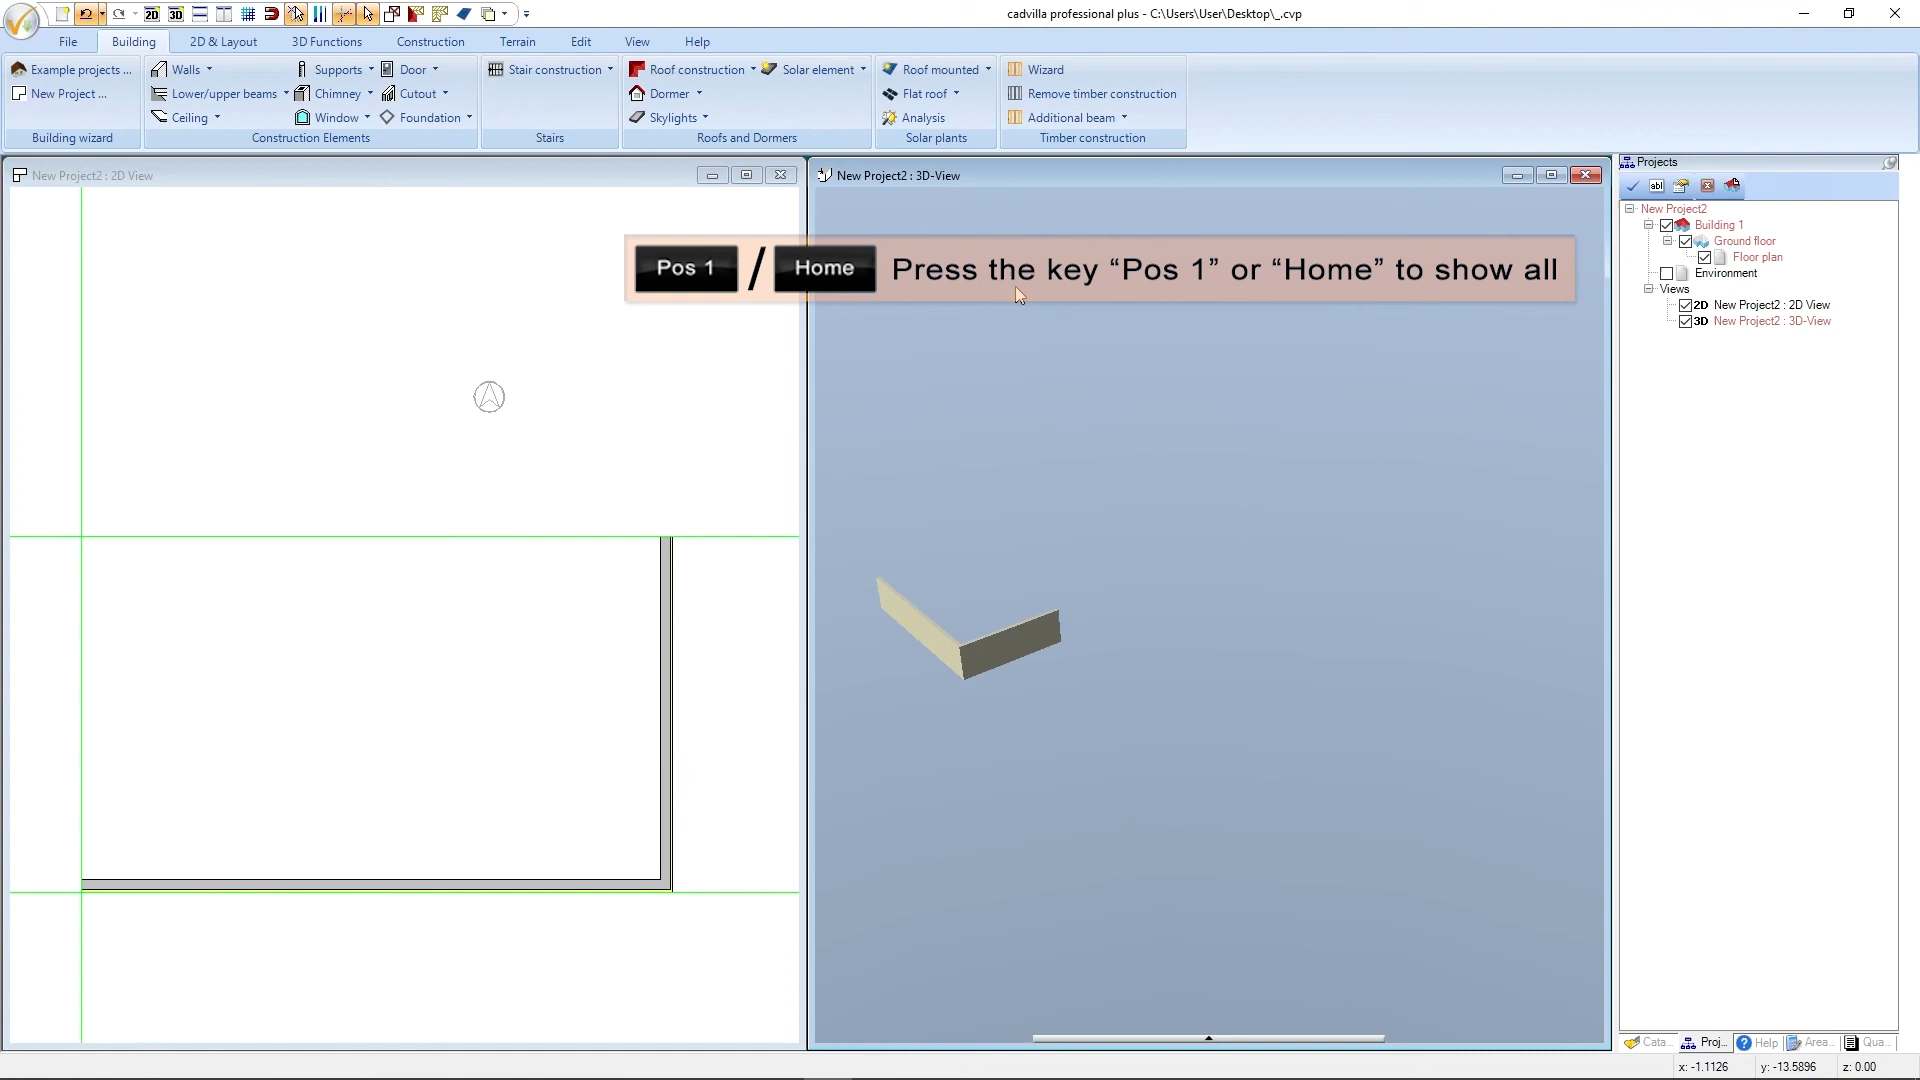 cadvilla professional plus - C:\Users\User\Desktop\_.cvp
2D 3D
File Building 2D & Layout 3D Functions Construction Terrain Edit View Help
Example projects ... Walls Supports Door Stair construction Roof construction Solar element Roof mounted Wizard
New Project ... Lower/upper beams Chimney Cutout Dormer Flat roof Remove timber construction
Ceiling Window Foundation Skylights Analysis Additional beam
Building wizard Construction Elements Stairs Roofs and Dormers Solar plants Timber construction
New Project2 : 2D View
New Project2 : 3D-View
Pos 1 / Home Press the key “Pos 1” or “Home” to show all
Projects
abl
New Project2
Building 1
Ground floor
Floor plan
Environment
Views
2D New Project2 : 2D View
3D New Project2 : 3D-View
Cata... Proj... Help Area... Qua...
x: -1.1126 y: -13.5896 z: 0.00